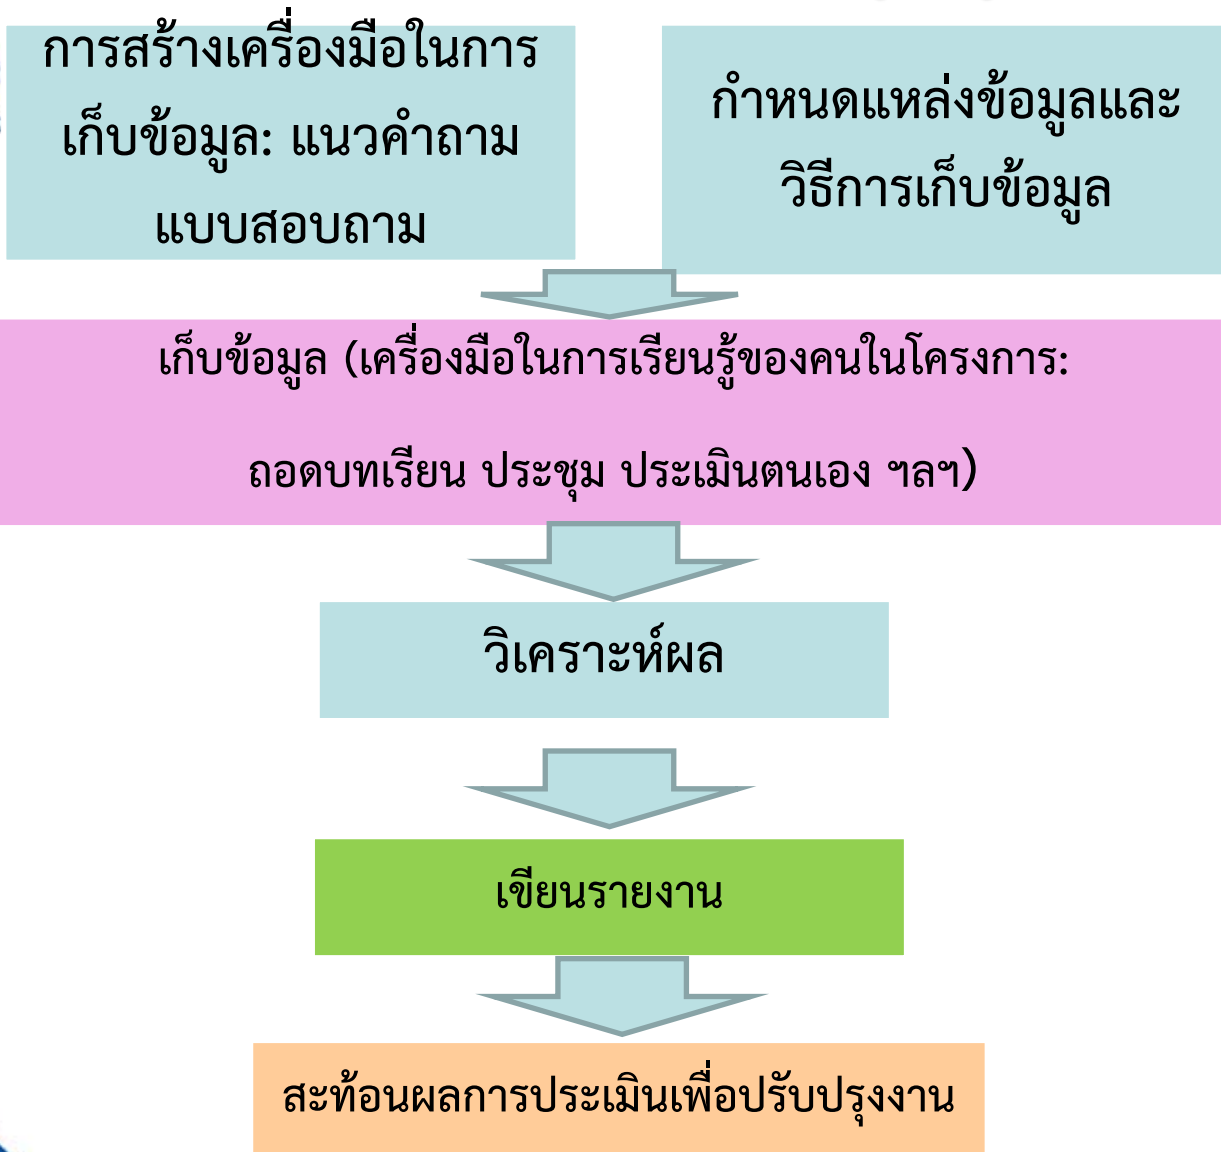 การสร้างเครื่องมือในการ
เก็บข้อมูล: แนวคำถาม
แบบสอบถาม
กำหนดแหล่งข้อมูลและ
วิธีการเก็บข้อมูล
เก็บข้อมูล (เครื่องมือในการเรียนรู้ของคนในโครงการ:
ถอดบทเรียน ประชุม ประเมินตนเอง ฯลฯ)
วิเคราะห์ผล
เขียนรายงาน
สะท้อนผลการประเมินเพื่อปรับปรุงงาน